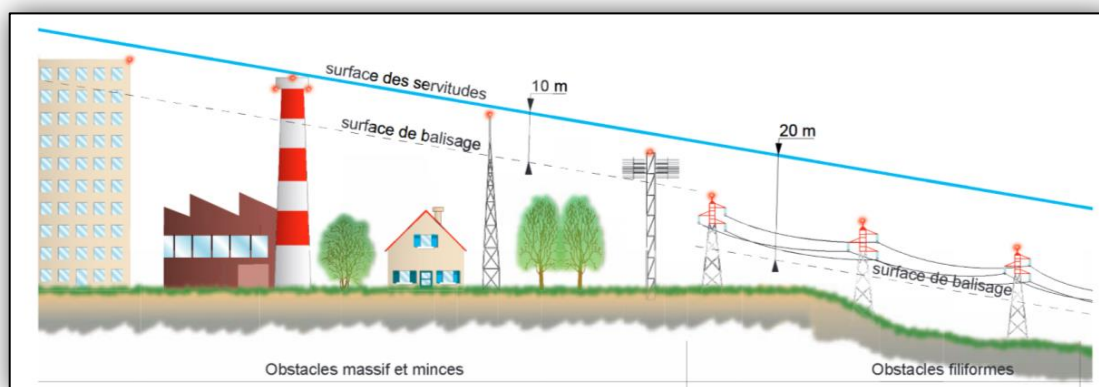 surface des servitudes
10 m
surface de balisage
20 m
surface de balisage
Obstacles massif et minces
Obstacles filiformes